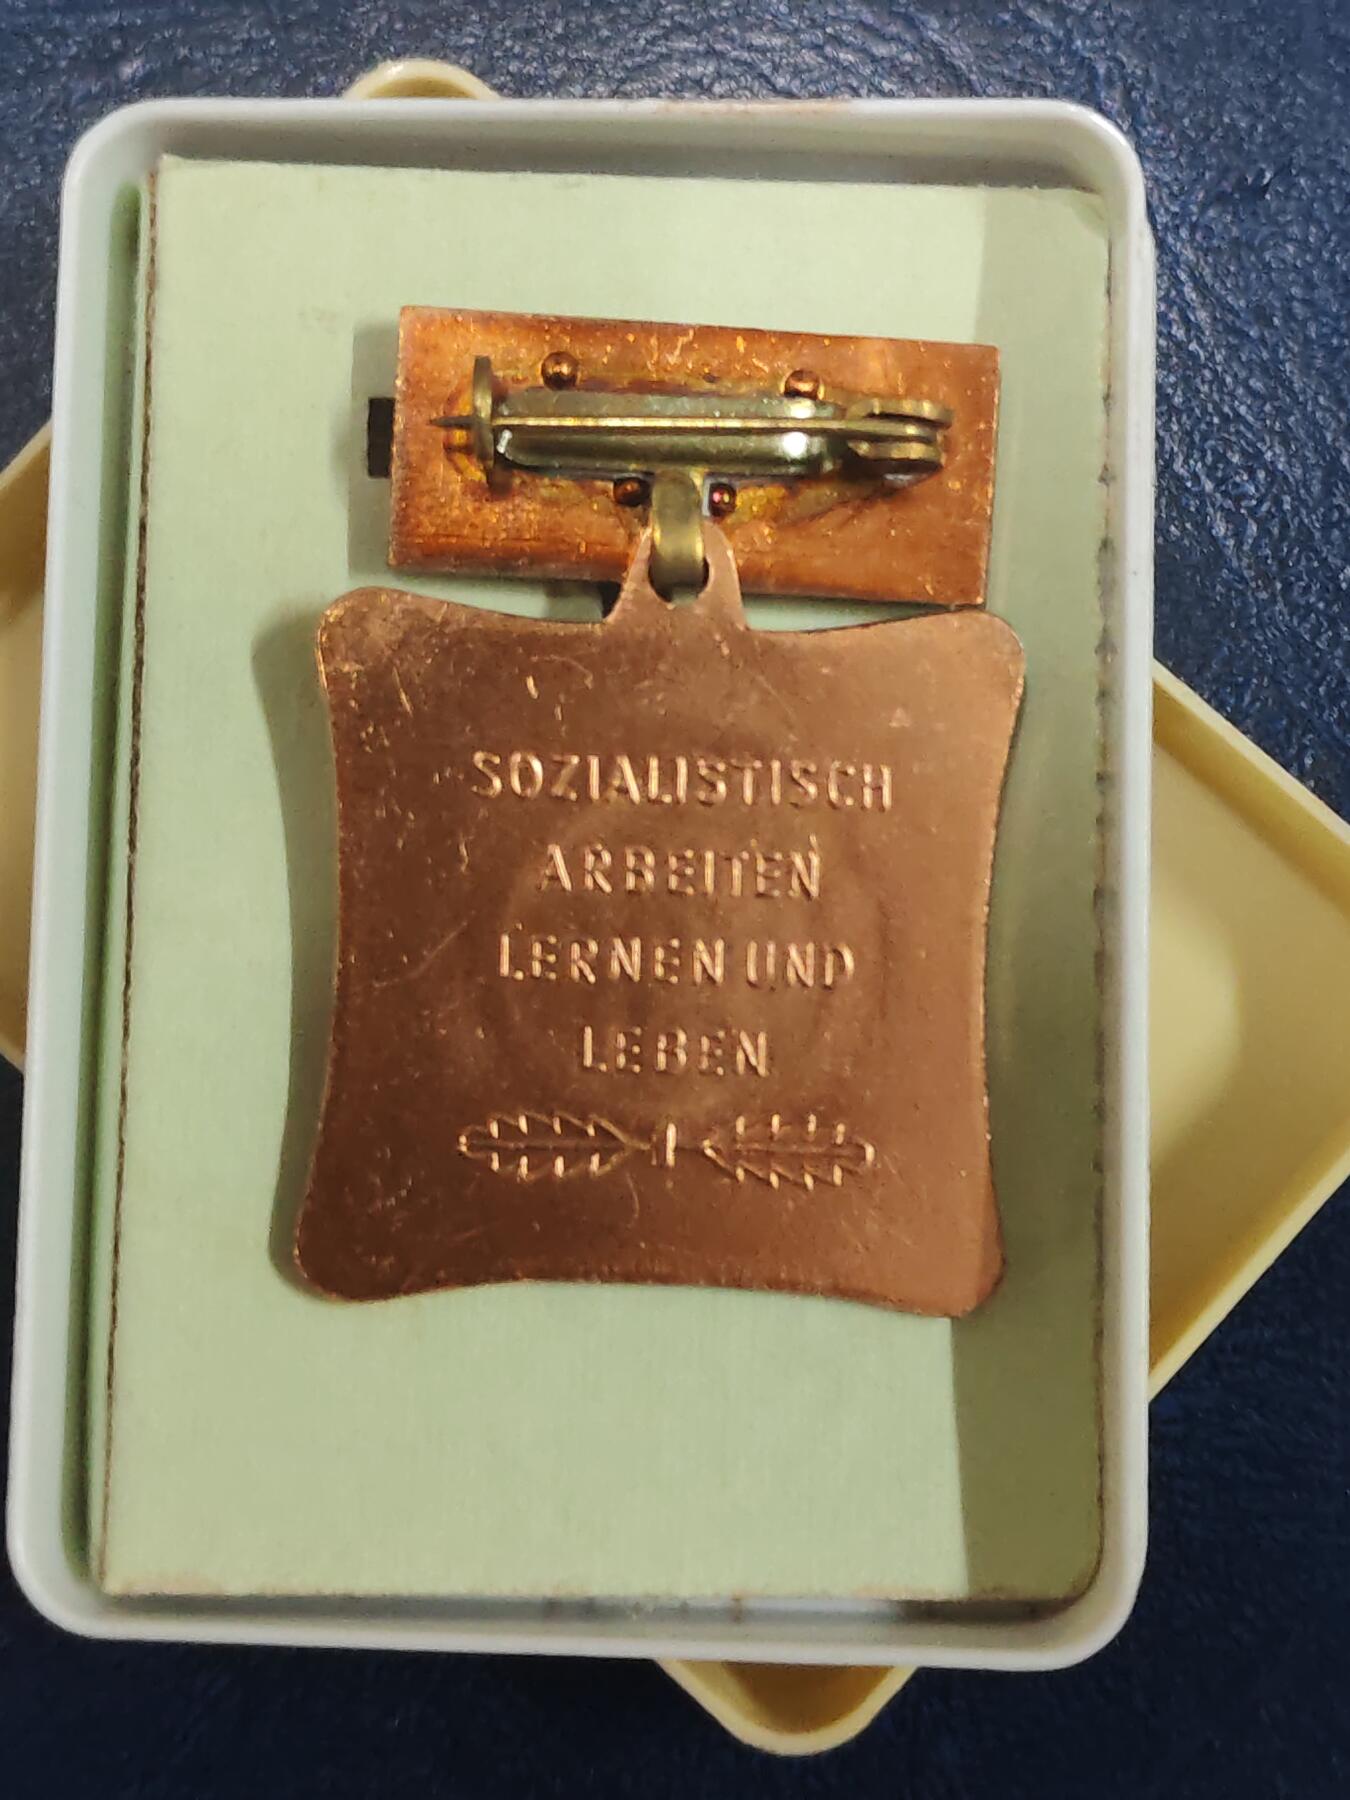 SOZIALISTISCH
ARBEITEN
LERNEN UND
LEBEN